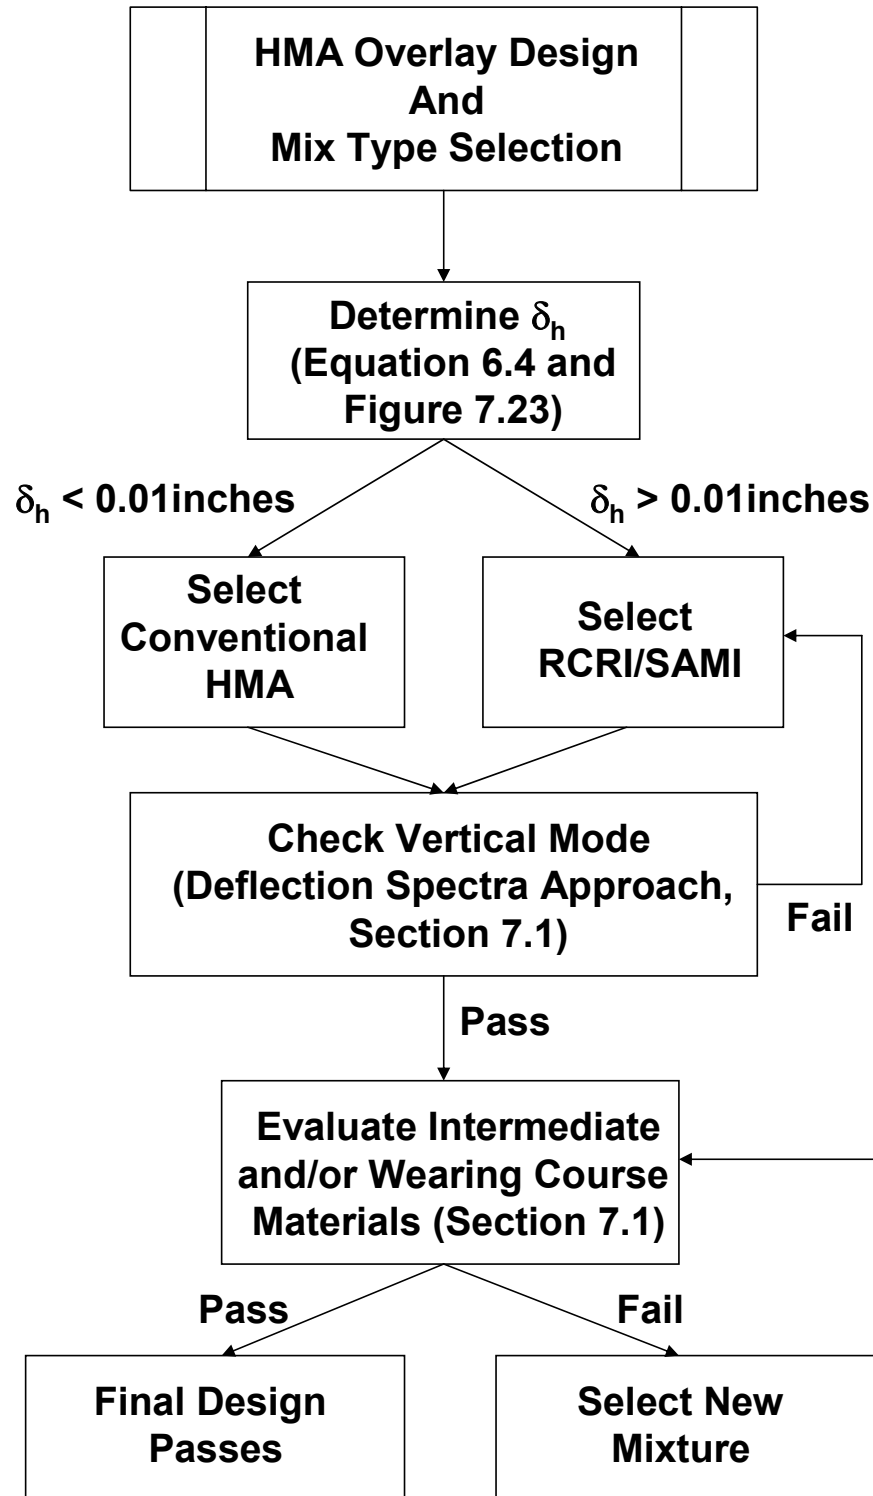 HMA Overlay Design
And
Mix Type Selection
Determine δh
(Equation 6.4 and
Figure 7.23)
δh < 0.01inches
δh > 0.01inches
Select
Conventional
HMA
Select
RCRI/SAMI
Check Vertical Mode
(Deflection Spectra Approach,
Section 7.1)
Fail
Pass
Evaluate Intermediate
and/or Wearing Course
Materials (Section 7.1)
Pass
Fail
Final Design
Passes
Select New
Mixture